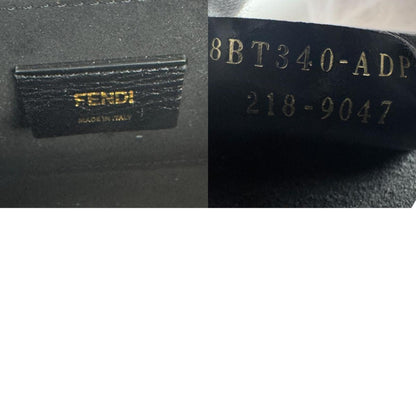 FENDI
MADE IN ITALY
8BT340-ADP
218-9047